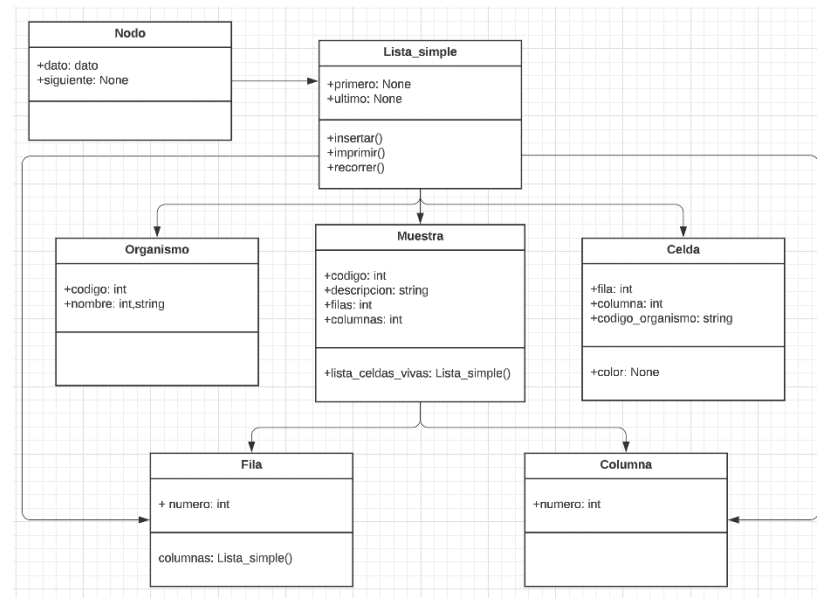 Nodo
+dato: dato
+siguiente: None
Lista_simple
+primero: None
+ultimo: None
+insertar()
+imprimir()
+recorrer()
Organismo
+codigo: int
+nombre: int,string
Muestra
+codigo: int
+descripcion: string
+filas: int
+columnas: int
+lista_celdas_vivas: Lista_simple()
Celda
+fila: int
+columna: int
+codigo_organismo: string
+color: None
Fila
+ numero: int
columnas: Lista_simple()
Columna
+numero: int